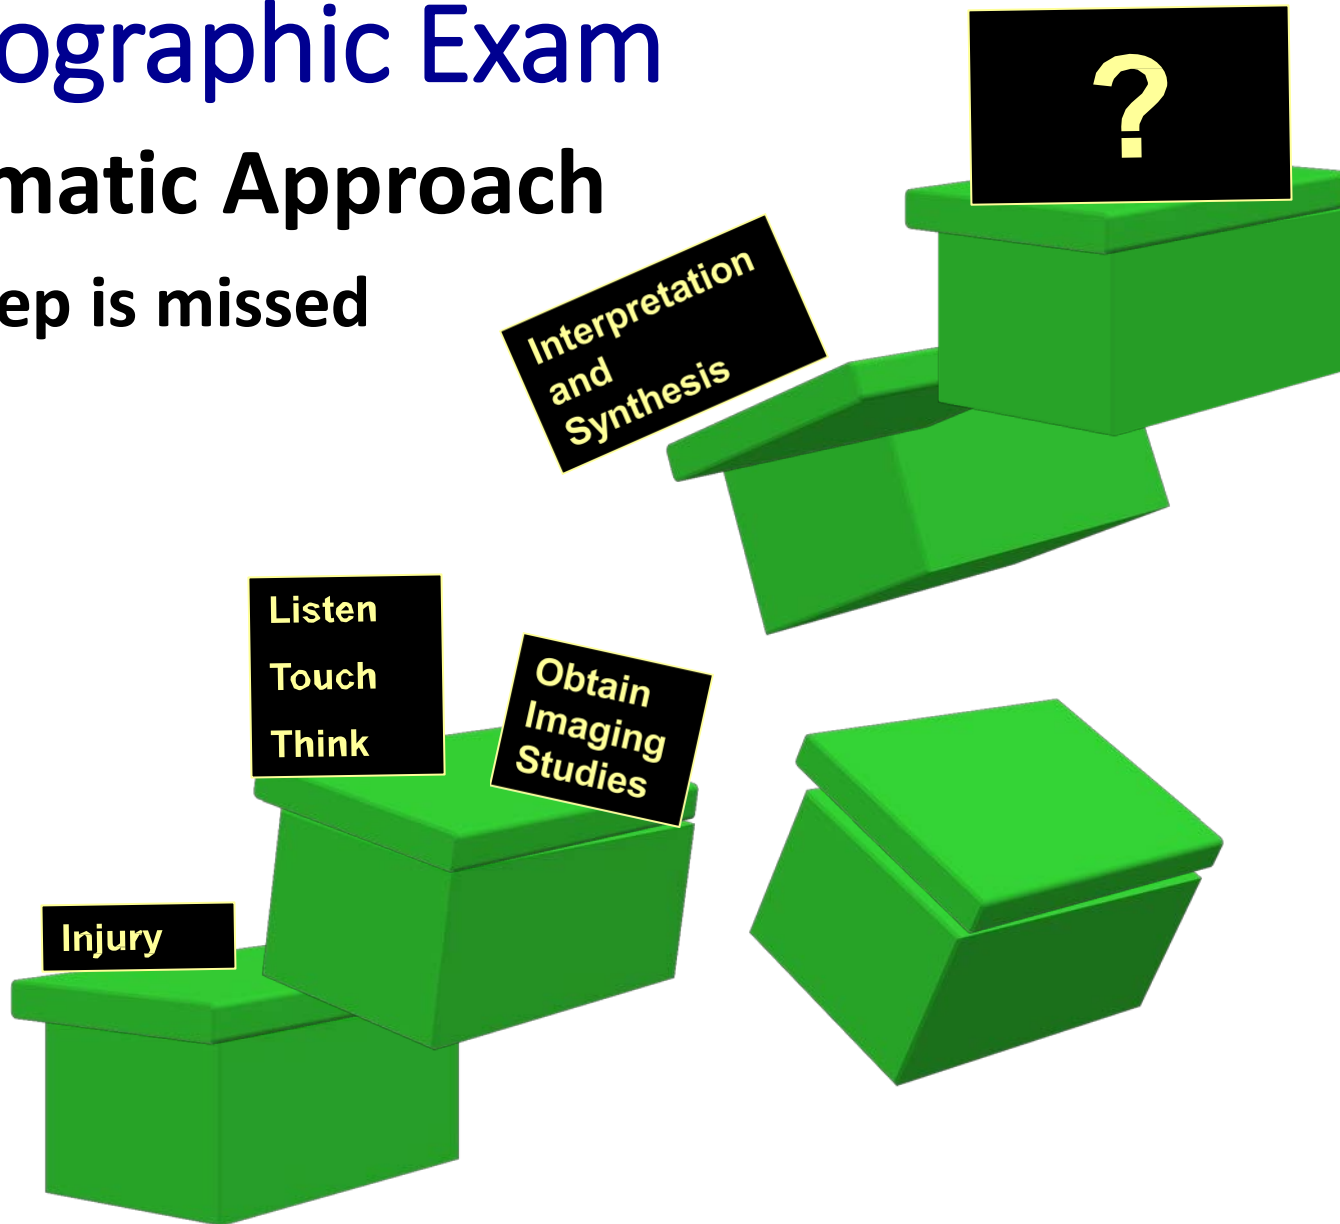 ographic Exam
matic Approach
ep is missed
?
Interpretation
and
Synthesis
Listen
Touch
Think
Obtain
Imaging
Studies
Injury